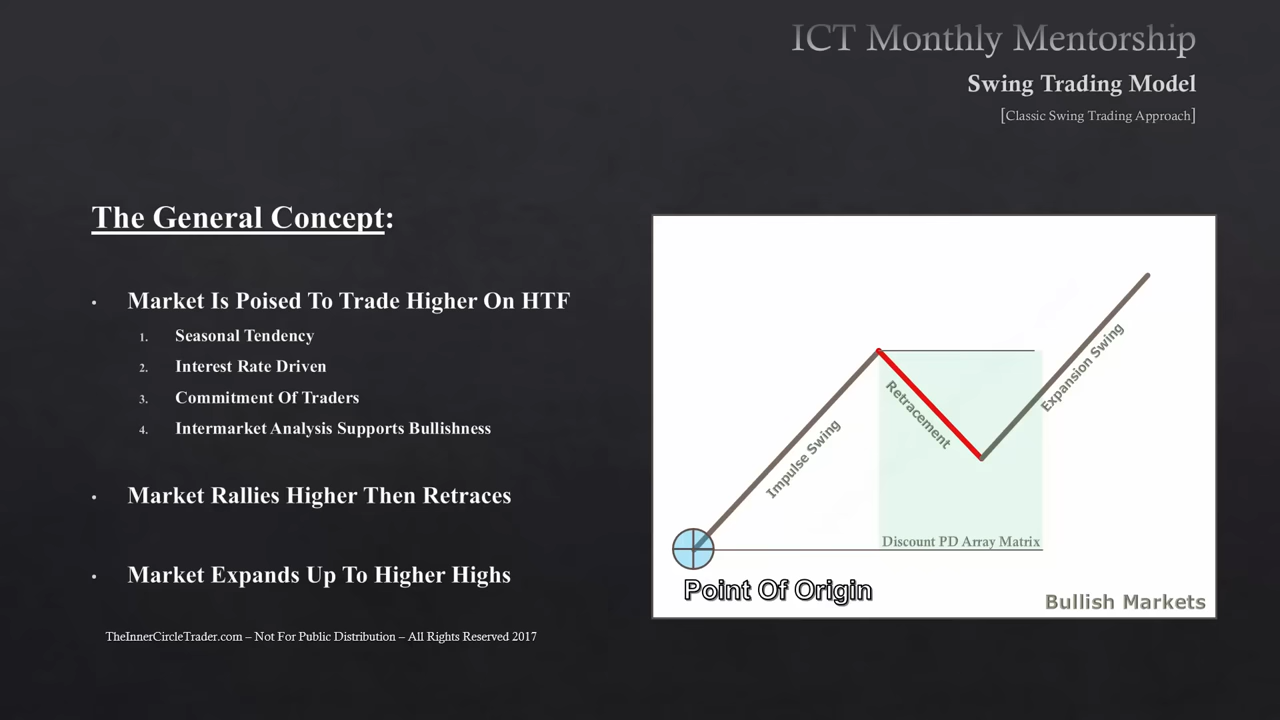 ICT Monthly Mentorship
Swing Trading Model
[Classic Swing Trading Approach]
The General Concept:
• Market Is Poised To Trade Higher On HTF
1. Seasonal Tendency
2. Interest Rate Driven
3. Commitment Of Traders
4. Intermarket Analysis Supports Bullishness
• Market Rallies Higher Then Retraces
• Market Expands Up To Higher Highs
TheInnerCircleTrader.com – Not For Public Distribution – All Rights Reserved 2017
Impulse Swing
Retracement
Expansion Swing
Discount PD Array Matrix
Point Of Origin
Bullish Markets